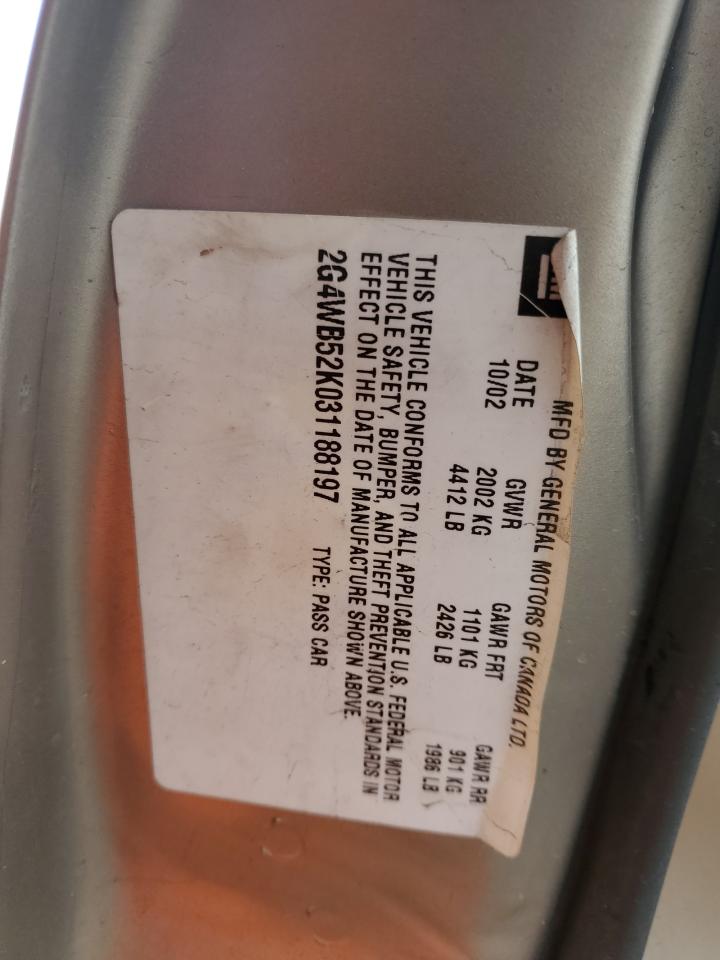 GM
MFD BY GENERAL MOTORS OF CANADA LTD.
DATE GVWR GAWR FRT GAWR RR
10/02 2002 KG 1101 KG 901 KG
4412 LB 2426 LB 1986 LB
THIS VEHICLE CONFORMS TO ALL APPLICABLE U.S. FEDERAL MOTOR
VEHICLE SAFETY, BUMPER, AND THEFT PREVENTION STANDARDS IN
EFFECT ON THE DATE OF MANUFACTURE SHOWN ABOVE.
2G4WB52K031188197 TYPE: PASS CAR